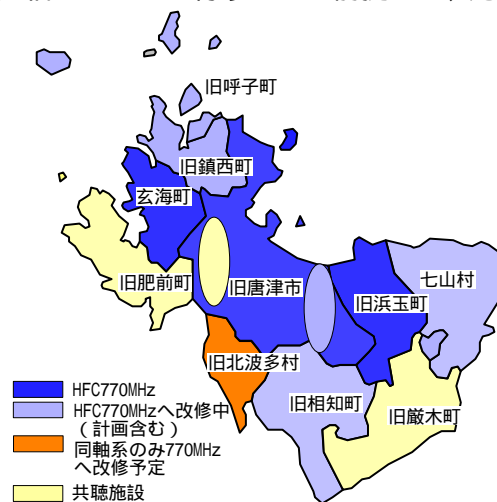 旧呼子町
旧鎮西町
玄海町
七山村
旧肥前町
旧唐津市
旧浜玉町
旧北波多村
旧相知町
旧厳木町
HFC770MHz
HFC770MHzへ改修中
(計画含む)
同軸系のみ770MHz
へ改修予定
共聴施設